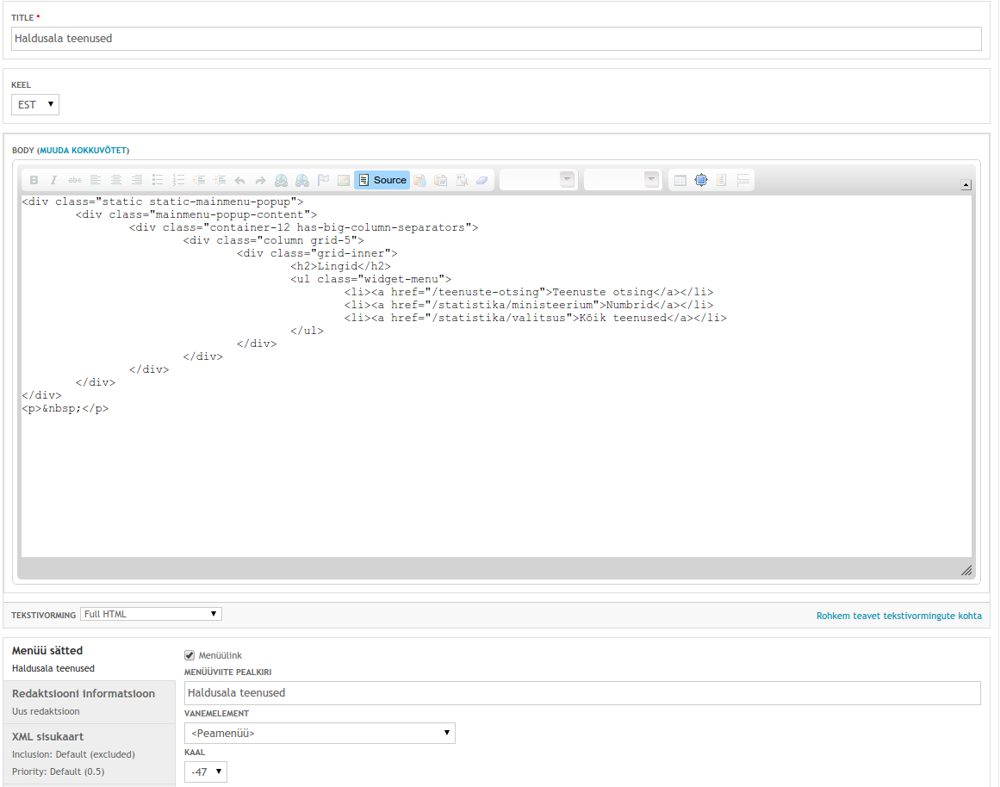 TITLE *
Haldusala teenused
KEEL
EST
BODY (MUUDA KOKKUVÕTET)
B I abc Source
<div class="static static-mainmenu-popup">
<div class="mainmenu-popup-content">
<div class="container-12 has-big-column-separators">
<div class="column grid-5">
<div class="grid-inner">
<h2>Lingid</h2>
<ul class="widget-menu">
<li><a href="/teenuste-otsing">Teenuste otsing</a></li>
<li><a href="/statistika/ministeerium">Numbrid</a></li>
<li><a href="/statistika/valitsus">Kõik teenused</a></li>
</ul>
</div>
</div>
</div>
</div>
</div>
<p>&nbsp;</p>
TEKSTIVORMING Full HTML Rohkem teavet tekstivormingute kohta
Menüü sätted
Haldusala teenused
Redaktsiooni informatsioon
Uus redaktsioon
XML sisukaart
Inclusion: Default (excluded)
Priority: Default (0.5)
Menüülink
MENÜÜVIITE PEALKIRI
Haldusala teenused
VANEMELEMENT
<Peamenüü>
KAAL
-47